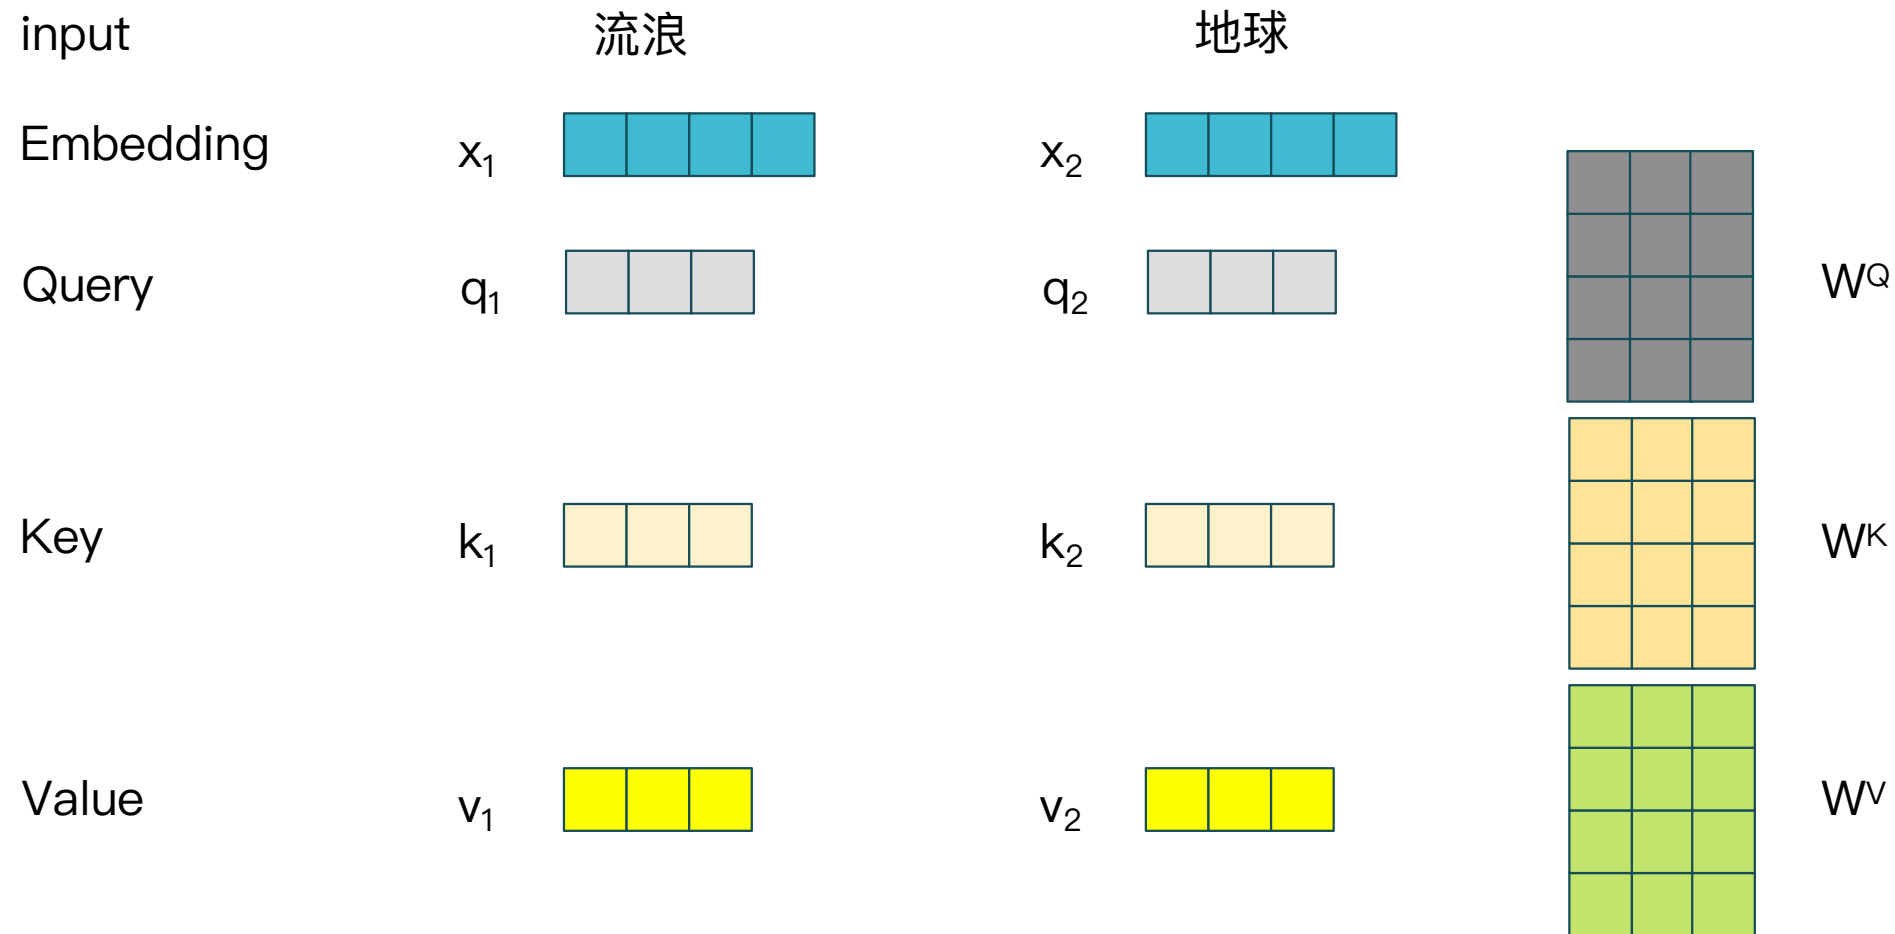 input 流浪 地球
Embedding x₁ x₂
Query q₁ q₂ Wᴼ
Key k₁ k₂ Wᴷ
Value v₁ v₂ Wⱽ